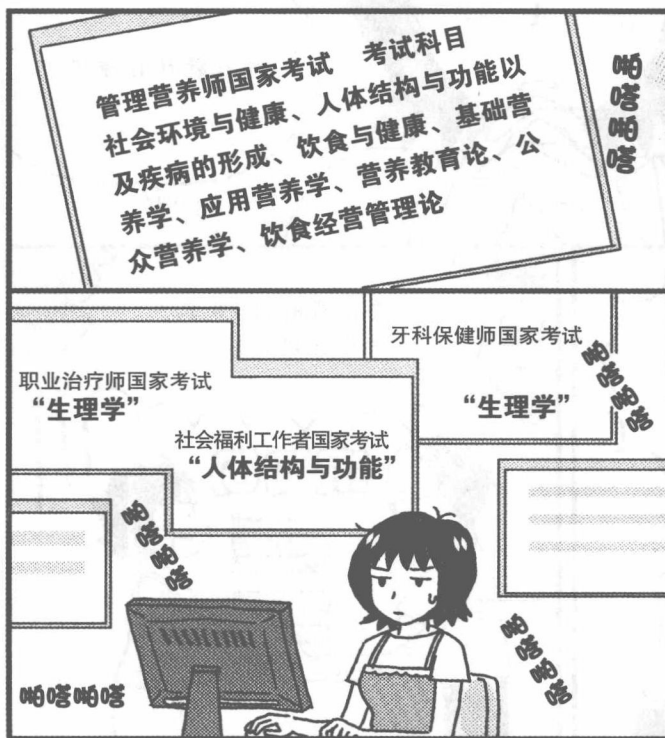 管理营养师国家考试 考试科目
社会环境与健康、人体结构与功能以
及疾病的形成、饮食与健康、基础营
养学、应用营养学、营养教育论、公
众营养学、饮食经营管理论
啪嗒啪嗒
牙科保健师国家考试
“生理学”
啪嗒啪嗒
职业治疗师国家考试
“生理学”
社会福利工作者国家考试
“人体结构与功能”
啪嗒啪嗒
啪嗒啪嗒
啪嗒啪嗒